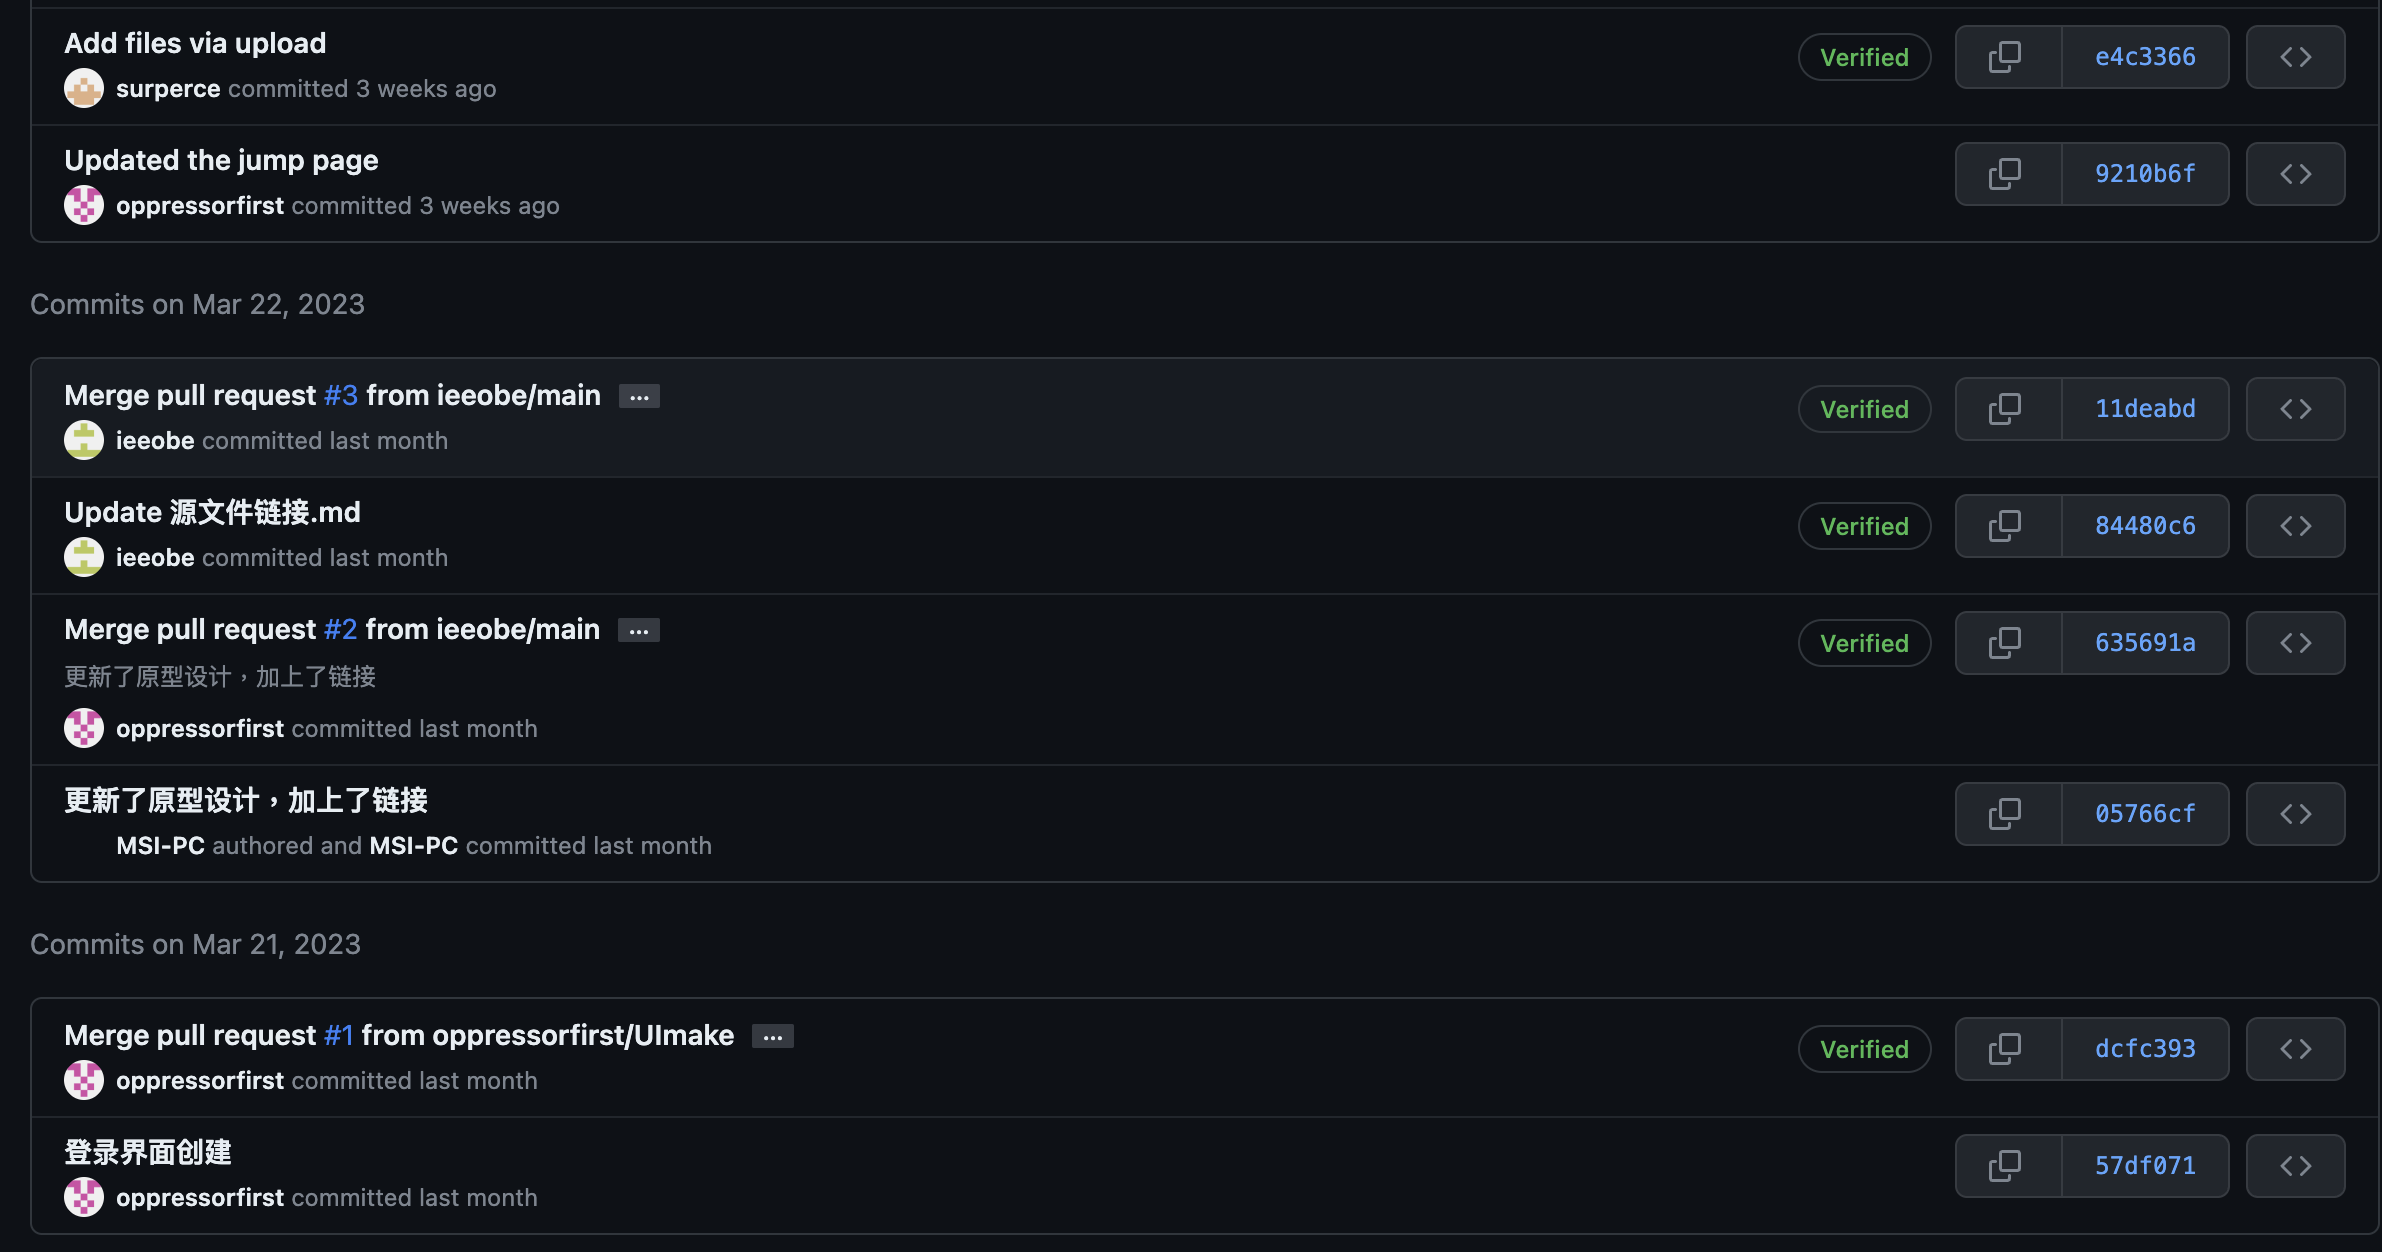 Add files via upload
surperce committed 3 weeks ago
Verified
e4c3366
Updated the jump page
oppressorfirst committed 3 weeks ago
9210b6f
Commits on Mar 22, 2023
Merge pull request #3 from ieeobe/main ...
ieeobe committed last month
Verified
11deabd
Update 源文件链接.md
ieeobe committed last month
Verified
84480c6
Merge pull request #2 from ieeobe/main ...
更新了原型设计，加上了链接
oppressorfirst committed last month
Verified
635691a
更新了原型设计，加上了链接
MSI-PC authored and MSI-PC committed last month
05766cf
Commits on Mar 21, 2023
Merge pull request #1 from oppressorfirst/UImake ...
oppressorfirst committed last month
Verified
dcfc393
登录界面创建
oppressorfirst committed last month
57df071